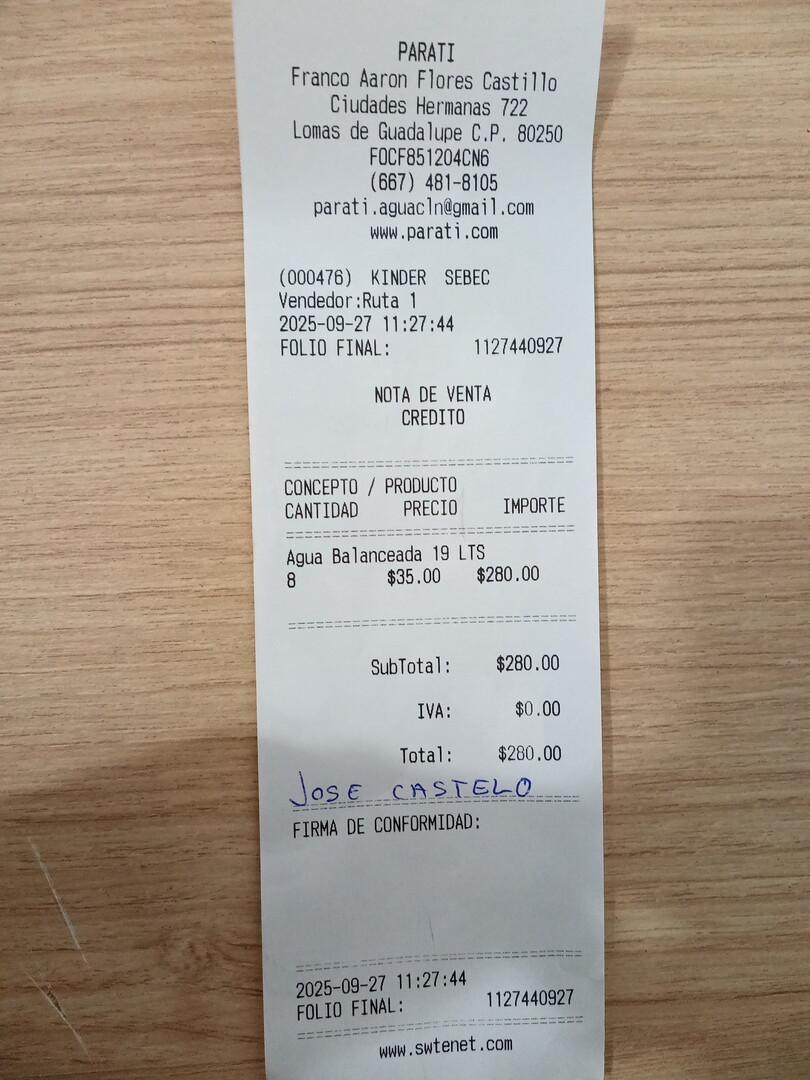 PARATI
Franco Aaron Flores Castillo
Ciudades Hermanas 722
Lomas de Guadalupe C.P. 80250
FOCF851204CN6
(667) 481-8105
parati.aguacln@gmail.com
www.parati.com
(000476) KINDER SEBEC
Vendedor:Ruta 1
2025-09-27 11:27:44
FOLIO FINAL: 1127440927
NOTA DE VENTA
CREDITO
CONCEPTO / PRODUCTO
CANTIDAD PRECIO IMPORTE
Agua Balanceada 19 LTS
8 $35.00 $280.00
SubTotal: $280.00
IVA: $0.00
Total: $280.00
JOSE CASTELO
FIRMA DE CONFORMIDAD:
2025-09-27 11:27:44
FOLIO FINAL: 1127440927
www.swtenet.com